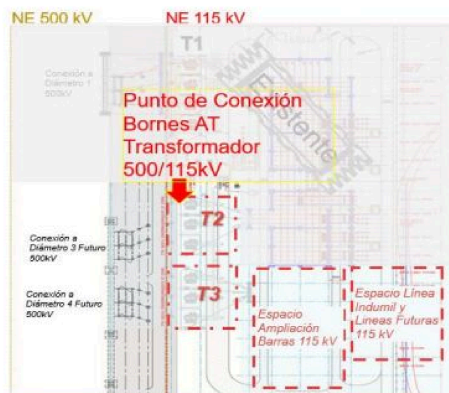 NE 500 kV
NE 115 kV
T1
Conexión a
Diámetro 1
500kV
Existente
Punto de Conexión
Bornes AT
Transformador
500/115kV
T2
Conexión a
Diámetro 3 Futuro
500kV
T3
Conexión a
Diámetro 4 Futuro
500kV
Espacio
Ampliación
Barras 115 kV
Espacio Línea
Indumil y
Lineas Futuras
115 kV